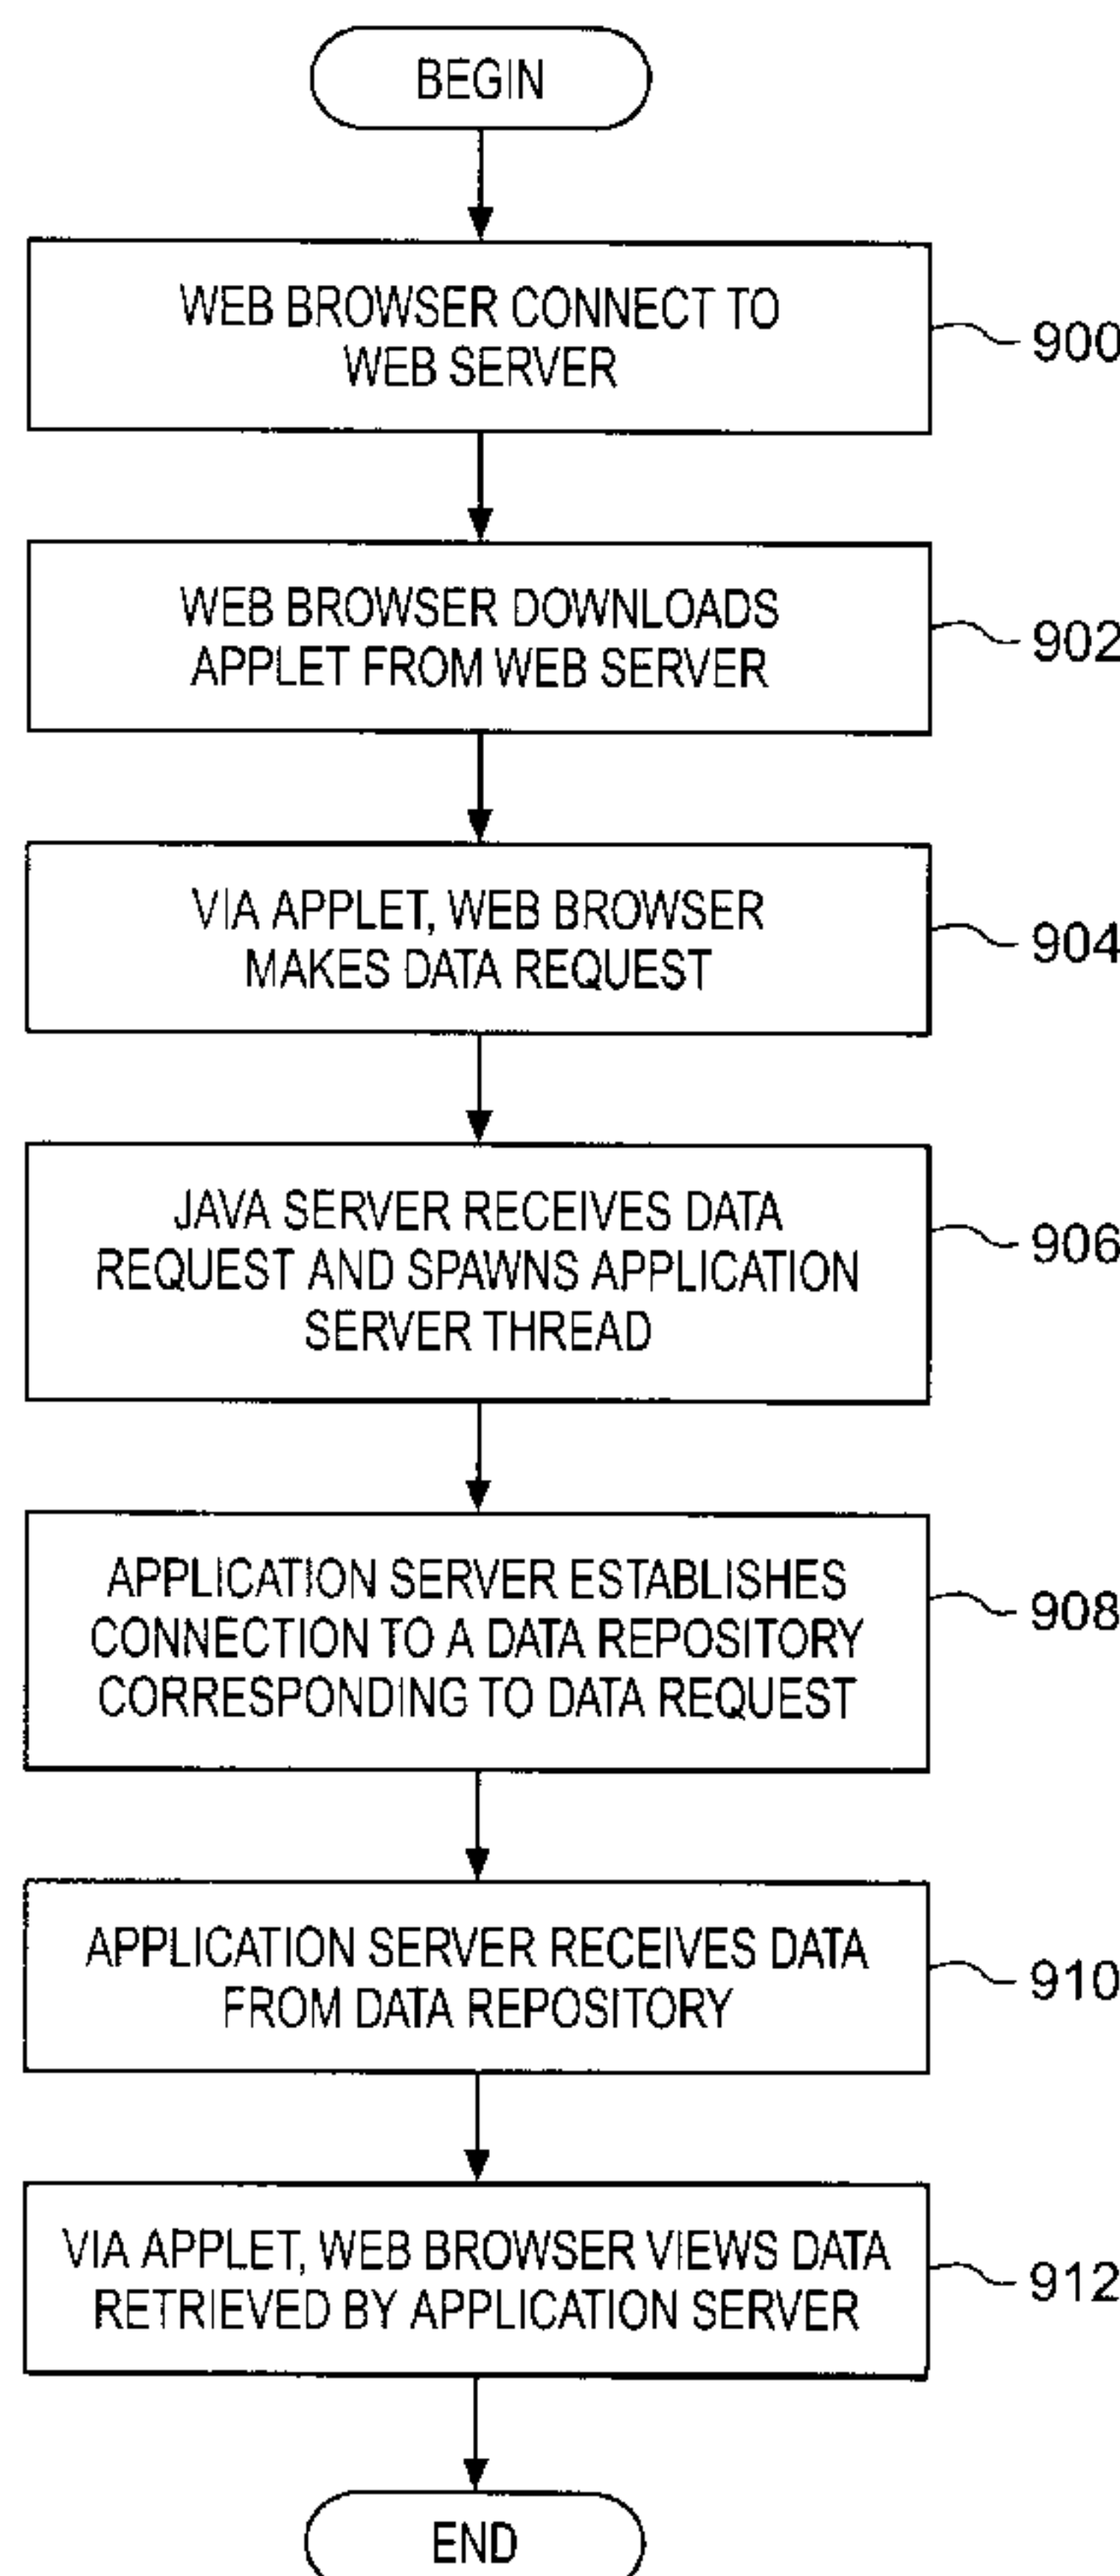 BEGIN
WEB BROWSER CONNECT TO
WEB SERVER
900
WEB BROWSER DOWNLOADS
APPLET FROM WEB SERVER
902
VIA APPLET, WEB BROWSER
MAKES DATA REQUEST
904
JAVA SERVER RECEIVES DATA
REQUEST AND SPAWNS APPLICATION
SERVER THREAD
906
APPLICATION SERVER ESTABLISHES
CONNECTION TO A DATA REPOSITORY
CORRESPONDING TO DATA REQUEST
908
APPLICATION SERVER RECEIVES DATA
FROM DATA REPOSITORY
910
VIA APPLET, WEB BROWSER VIEWS DATA
RETRIEVED BY APPLICATION SERVER
912
END